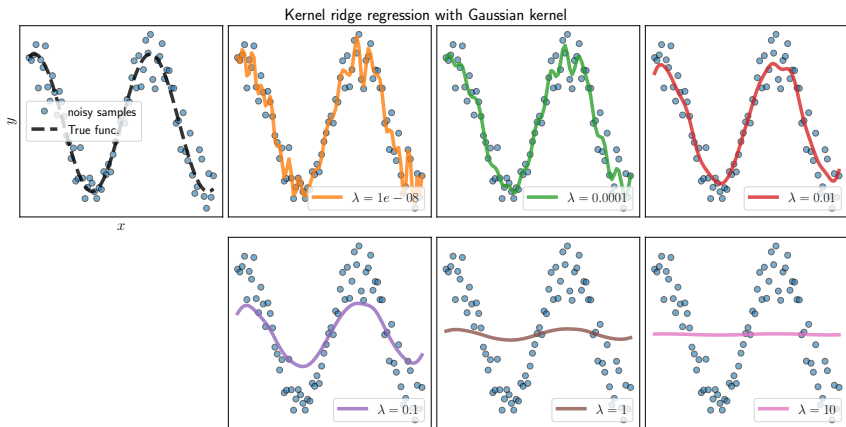 Kernel ridge regression with Gaussian kernel
y
noisy samples
True func.
x
λ = 1e − 08
λ = 0.0001
λ = 0.01
λ = 0.1
λ = 1
λ = 10